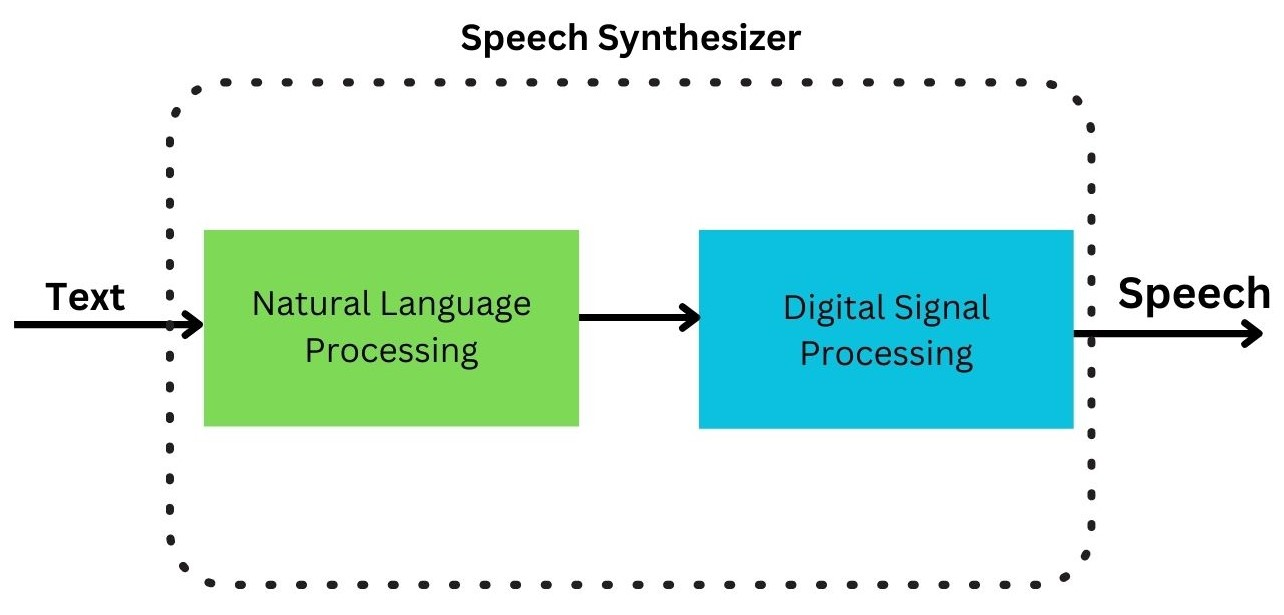 Speech Synthesizer
Text
Natural Language
Processing
Digital Signal
Processing
Speech